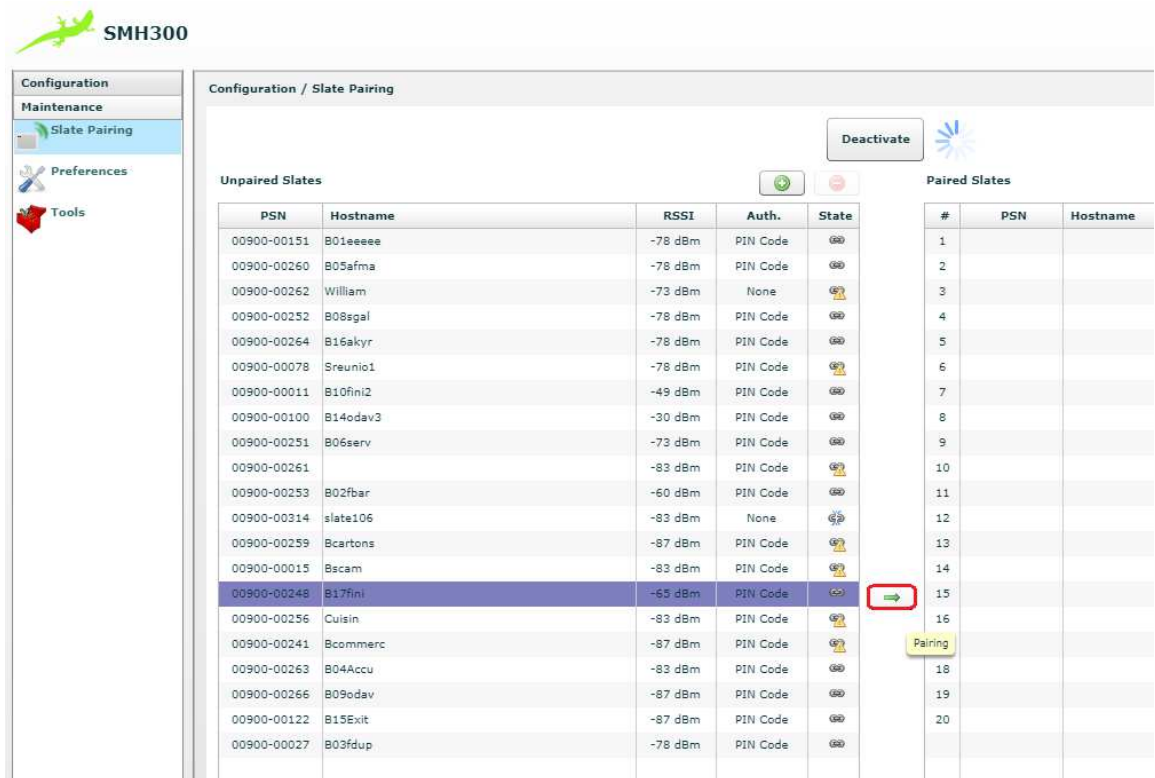 SMH300
Configuration
Maintenance
Slate Pairing
Preferences
Tools
Configuration / Slate Pairing
Deactivate
Unpaired Slates
Paired Slates
PSN Hostname RSSI Auth. State # PSN Hostname
00900-00151 B01eeeee -78 dBm PIN Code 1
00900-00260 B05afma -78 dBm PIN Code 2
00900-00262 William -73 dBm None 3
00900-00252 B08sgal -78 dBm PIN Code 4
00900-00264 B16akyr -78 dBm PIN Code 5
00900-00078 Sreunio1 -78 dBm PIN Code 6
00900-00011 B10fini2 -49 dBm PIN Code 7
00900-00100 B14odav3 -30 dBm PIN Code 8
00900-00251 B06serv -73 dBm PIN Code 9
00900-00261 -83 dBm PIN Code 10
00900-00253 B02fbar -60 dBm PIN Code 11
00900-00314 slate106 -83 dBm None 12
00900-00259 Bcartons -87 dBm PIN Code 13
00900-00015 Bscam -83 dBm PIN Code 14
00900-00248 B17fini -65 dBm PIN Code 15
00900-00256 Cuisin -83 dBm PIN Code 16
00900-00241 Bcommerc -87 dBm PIN Code Pairing
00900-00263 B04Accu -83 dBm PIN Code 18
00900-00266 B09odav -87 dBm PIN Code 19
00900-00122 B15Exit -87 dBm PIN Code 20
00900-00027 B03fdup -78 dBm PIN Code